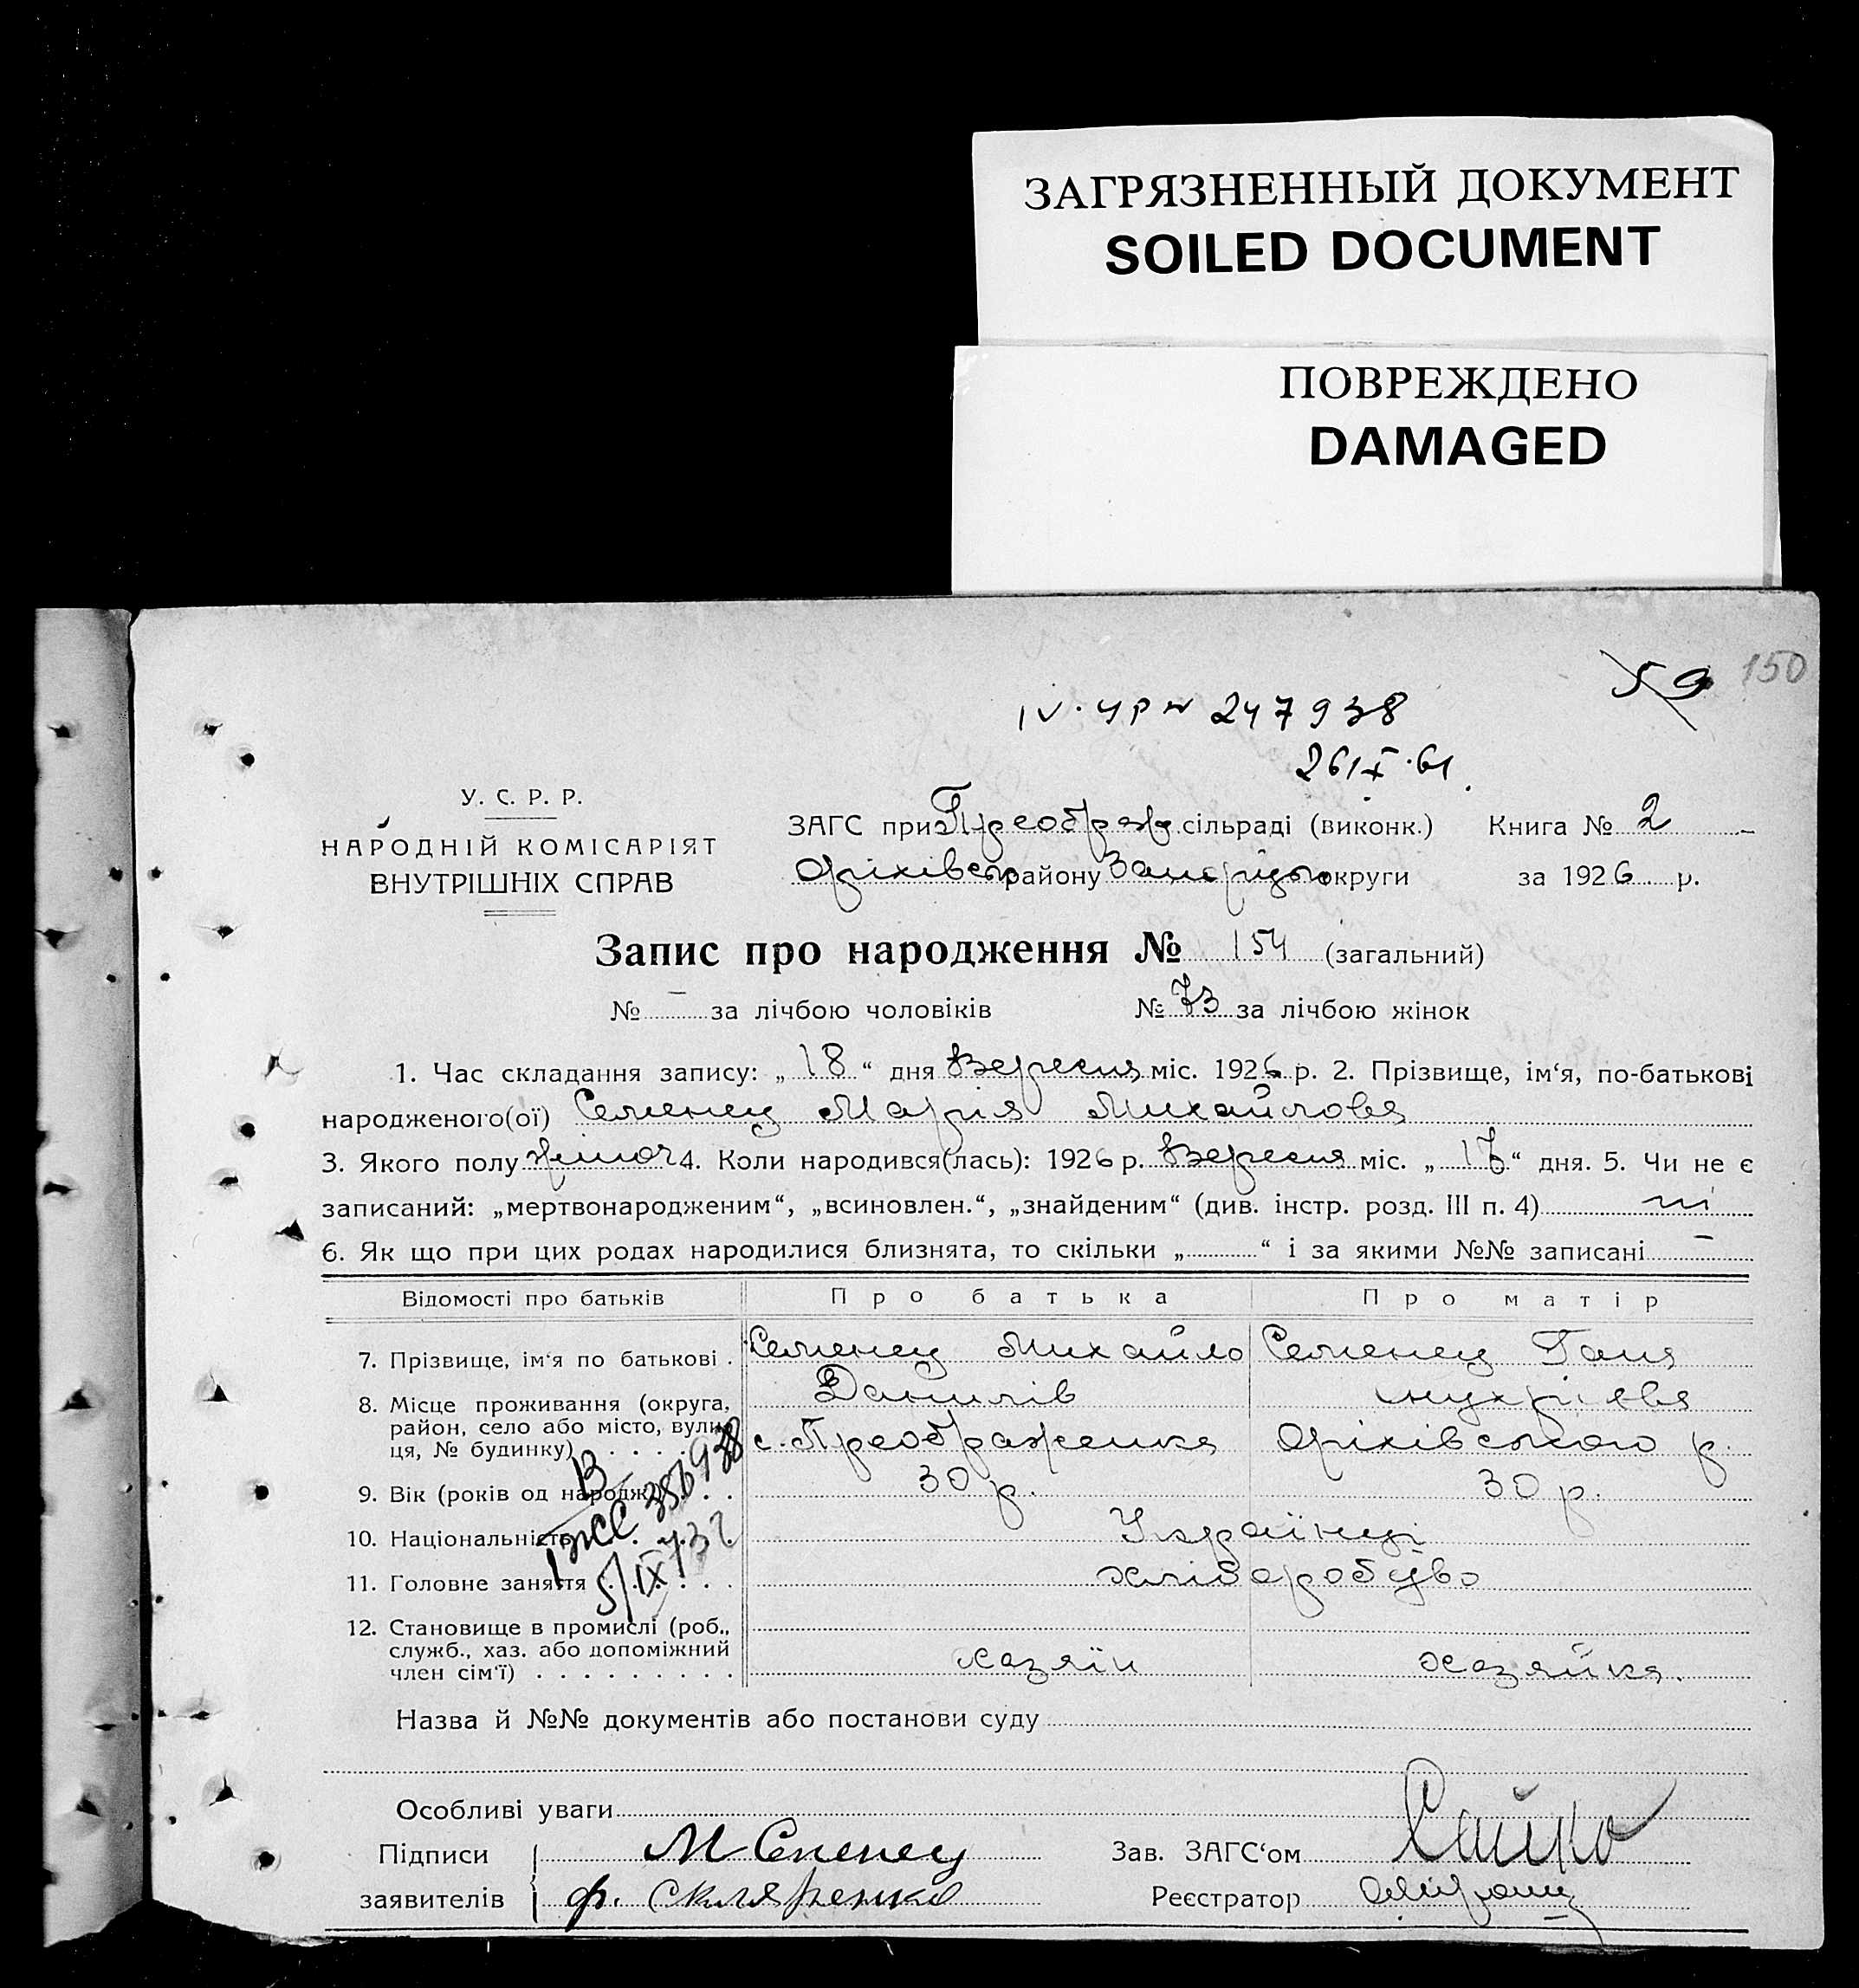 ЗАГРЯЗНЕННЫЙ ДОКУМЕНТ
SOILED DOCUMENT
ПОВРЕЖДЕНО
DAMAGED
59 150
247938
26 IX. 61
У. С. Р. Р.
НАРОДНІЙ КОМІСАРІЯТ
ВНУТРІШНІХ СПРАВ
ЗАГС при Преображ сільраді (виконк.) Книга № 2
Оріхівськ району Запоріцьк округи за 1926 р.
Запис про народження № 154 (загальний)
№ – за лічбою чоловіків № 73 за лічбою жінок
1. Час складання запису: „ 18 “ дня Вересня міс. 1926 р. 2. Прізвище, ім‘я, по-батькові
народженого(ої) Семенец Марія Михайлова
3. Якого полу жіноч 4. Коли народився(лась): 1926 р. Вересня міс. „ 17 “ дня. 5. Чи не є
записаний: „мертвонародженим“, „всиновлен.“, „знайденим“ (див. інстр. розд. III п. 4) ні
6. Як що при цих родах народилися близнята, то скільки „ “ і за якими №№ записані –
Відомості про батьків Про батька Про матір
7. Прізвище, ім‘я по батькові . Семенец Михайло Семенец Ганя
Данилів
8. Місце проживання (округа,
район, село або місто, вули-
ця, № будинку) с. Преображенка Оріхівського р.
9. Вік (років од народж.) 30 р. 30 р.
10. Національність Українці
11. Головне заняття хліборобство
12. Становище в промислі (роб.,
служб., хаз. або допоміжний
член сім‘ї) хазяїн хазяйка.
Назва й №№ документів або постанови суду
Особливі уваги
Підписи М Сненец Зав. ЗАГС‘ом Сайко
заявителів ф. Скляренко Реєстратор